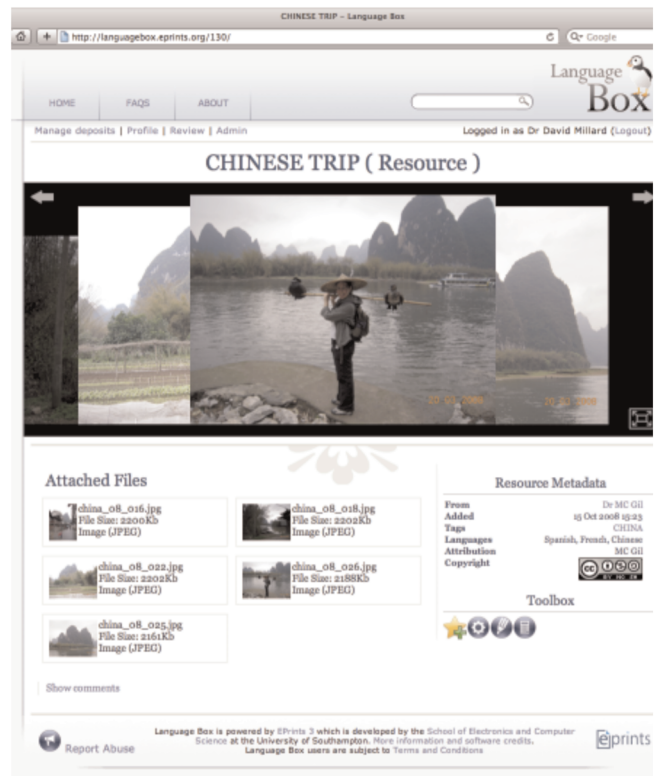 CHINESE TRIP – Language Box
http://languagebox.eprints.org/130/
Google
Language
Box
HOME
FAQS
ABOUT
Manage deposits | Profile | Review | Admin
Logged in as Dr David Millard (Logout)
CHINESE TRIP ( Resource )
Attached Files
china_08_016.jpg
File Size: 2200Kb
Image (JPEG)
china_08_018.jpg
File Size: 2202Kb
Image (JPEG)
china_08_022.jpg
File Size: 2202Kb
Image (JPEG)
china_08_026.jpg
File Size: 2188Kb
Image (JPEG)
china_08_025.jpg
File Size: 2161Kb
Image (JPEG)
Show comments
Resource Metadata
From Dr MC Gil
Added 15 Oct 2008 15:23
Tags CHINA
Languages Spanish, French, Chinese
Attribution MC Gil
Copyright
Toolbox
Report Abuse
Language Box is powered by EPrints 3 which is developed by the School of Electronics and Computer
Science at the University of Southampton. More information and software credits.
Language Box users are subject to Terms and Conditions
eprints